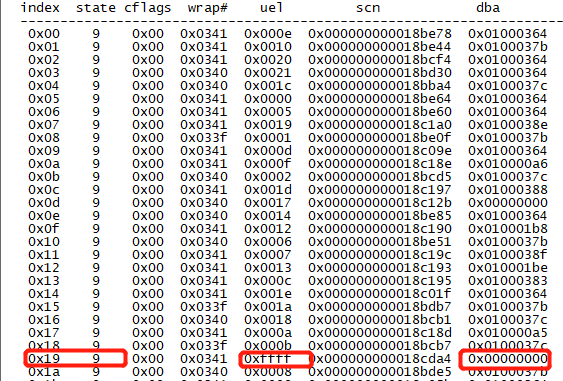 index state cflags wrap# uel scn dba
0x00 9 0x00 0x0341 0x000e 0x000000000018be78 0x01000364
0x01 9 0x00 0x0341 0x0010 0x000000000018be44 0x0100037b
0x02 9 0x00 0x0341 0x0020 0x000000000018bcf4 0x01000364
0x03 9 0x00 0x0340 0x0021 0x000000000018bd30 0x01000364
0x04 9 0x00 0x0340 0x001c 0x000000000018bba4 0x0100037c
0x05 9 0x00 0x0341 0x0000 0x000000000018be64 0x01000364
0x06 9 0x00 0x0341 0x0005 0x000000000018be60 0x01000364
0x07 9 0x00 0x0341 0x0019 0x000000000018c1a0 0x0100038e
0x08 9 0x00 0x033f 0x0001 0x000000000018be0f 0x0100037b
0x09 9 0x00 0x0341 0x000d 0x000000000018c09e 0x01000364
0x0a 9 0x00 0x0341 0x000f 0x000000000018c18e 0x010000a6
0x0b 9 0x00 0x0340 0x0002 0x000000000018bcd5 0x0100037c
0x0c 9 0x00 0x0341 0x001d 0x000000000018c197 0x01000388
0x0d 9 0x00 0x0340 0x0017 0x000000000018c12b 0x00000000
0x0e 9 0x00 0x0341 0x0014 0x000000000018be85 0x01000364
0x0f 9 0x00 0x0341 0x0012 0x000000000018c190 0x010001b8
0x10 9 0x00 0x0340 0x0006 0x000000000018be51 0x0100037b
0x11 9 0x00 0x0341 0x0007 0x000000000018c19c 0x0100038f
0x12 9 0x00 0x0341 0x0013 0x000000000018c193 0x010001be
0x13 9 0x00 0x0341 0x000c 0x000000000018c195 0x01000383
0x14 9 0x00 0x0341 0x001e 0x000000000018c01f 0x01000364
0x15 9 0x00 0x033f 0x001a 0x000000000018bdb7 0x0100037b
0x16 9 0x00 0x0340 0x0018 0x000000000018bcb1 0x0100037c
0x17 9 0x00 0x0341 0x000a 0x000000000018c18d 0x010000a5
0x18 9 0x00 0x033f 0x000b 0x000000000018bcb7 0x0100037c
0x19 9 0x00 0x0341 0xffff 0x000000000018cda4 0x00000000
0x1a 9 0x00 0x0340 0x0008 0x000000000018bde5 0x0100037b